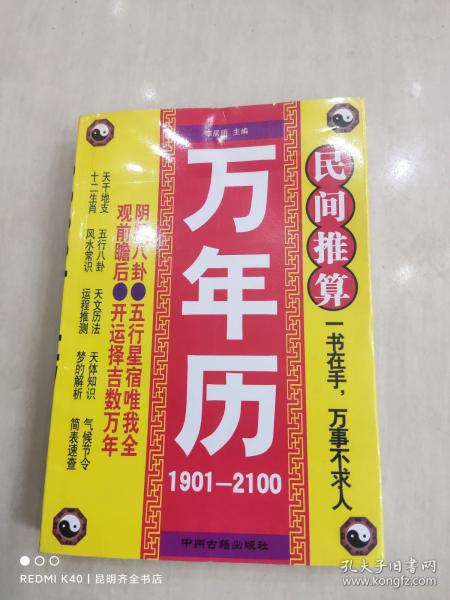 李居明 主编
万年历
1901—2100
民间推算
一书在手，万事不求人
阴阳八卦●五行星宿唯我全
观前瞻后●开运择吉数万年
天干地支 五行八卦 天文历法 天体知识 气候节令
十二生肖 风水常识 运程推测 梦的解析 简表速查
中州古籍出版社
REDMI K40 | 昆明齐全书店
孔夫子旧书网
kongfz.com